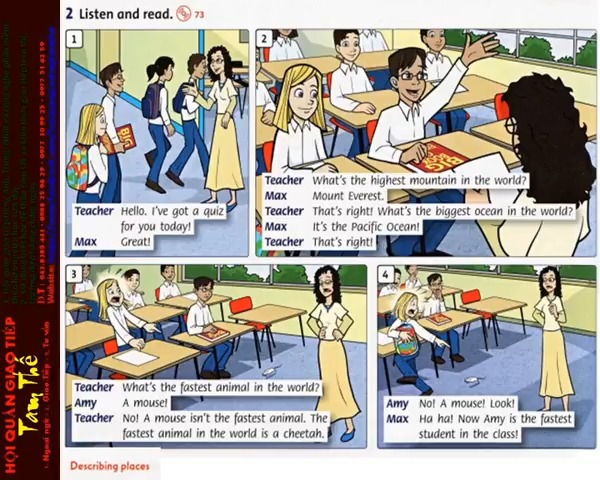 2 Listen and read. 73
1
Teacher Hello. I've got a quiz
for you today!
Max Great!
2
Teacher What's the highest mountain in the world?
Max Mount Everest.
Teacher That's right! What's the biggest ocean in the world?
Max It's the Pacific Ocean!
Teacher That's right!
3
Teacher What's the fastest animal in the world?
Amy A mouse!
Teacher No! A mouse isn't the fastest animal. The
fastest animal in the world is a cheetah.
4
Amy No! A mouse! Look!
Max Ha ha! Now Amy is the fastest
student in the class!
Describing places
HỘI QUÁN GIAO TIẾP
Tam Thể